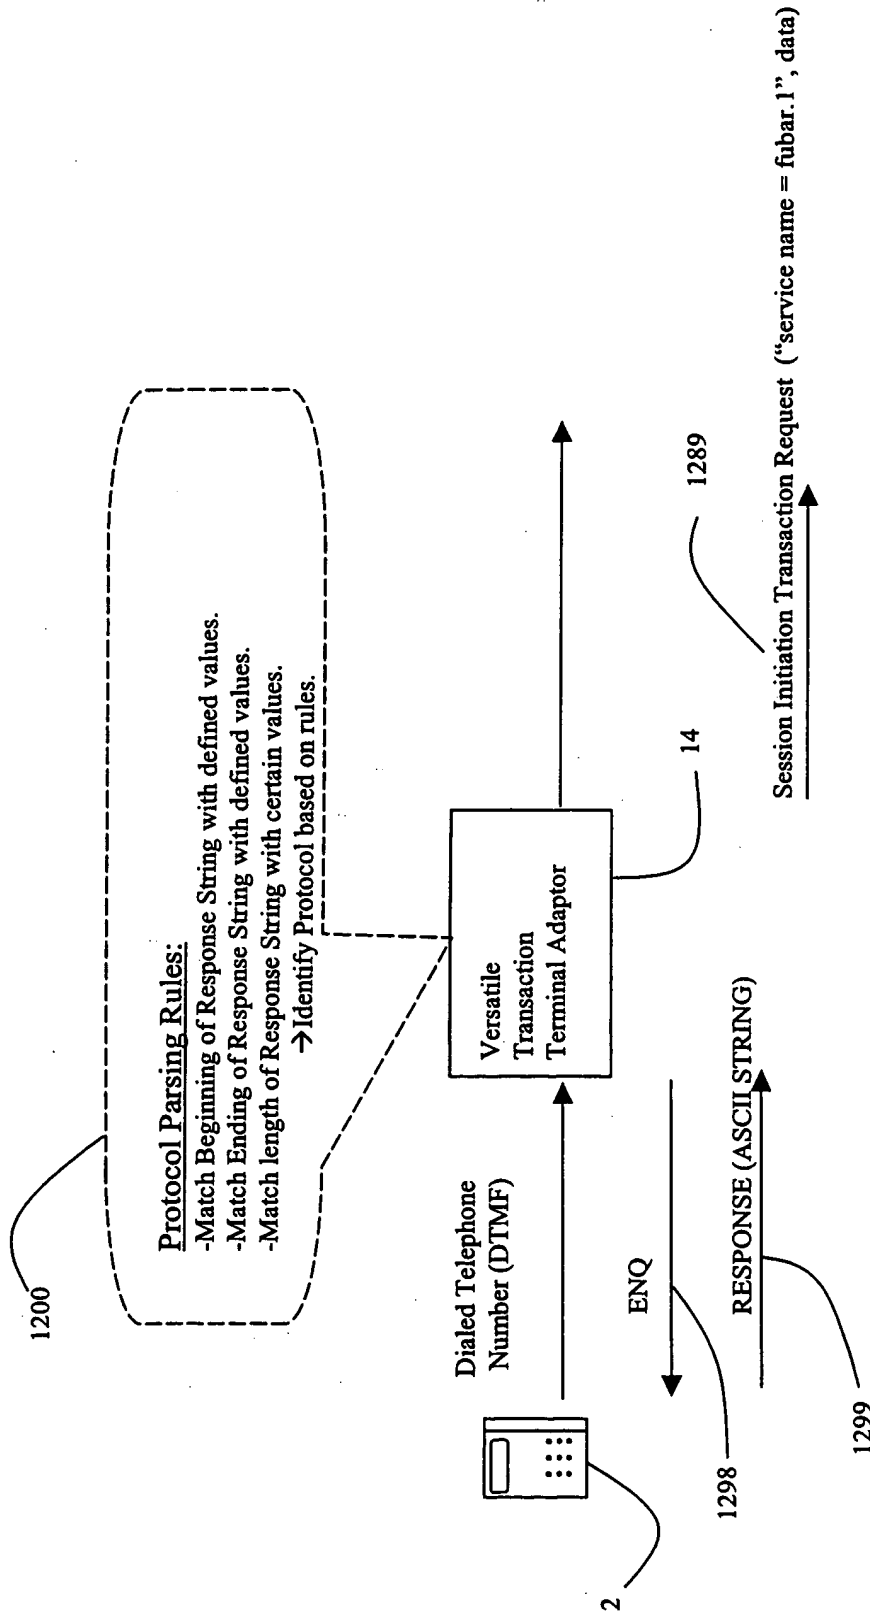 1200
Protocol Parsing Rules:
-Match Beginning of Response String with defined values.
-Match Ending of Response String with defined values.
-Match length of Response String with certain values.
→Identify Protocol based on rules.
Dialed Telephone
Number (DTMF)
Versatile
Transaction
Terminal Adaptor
2
14
ENQ
1298
RESPONSE (ASCII STRING)
1299
1289
Session Initiation Transaction Request (“service name = fubar.1”, data)